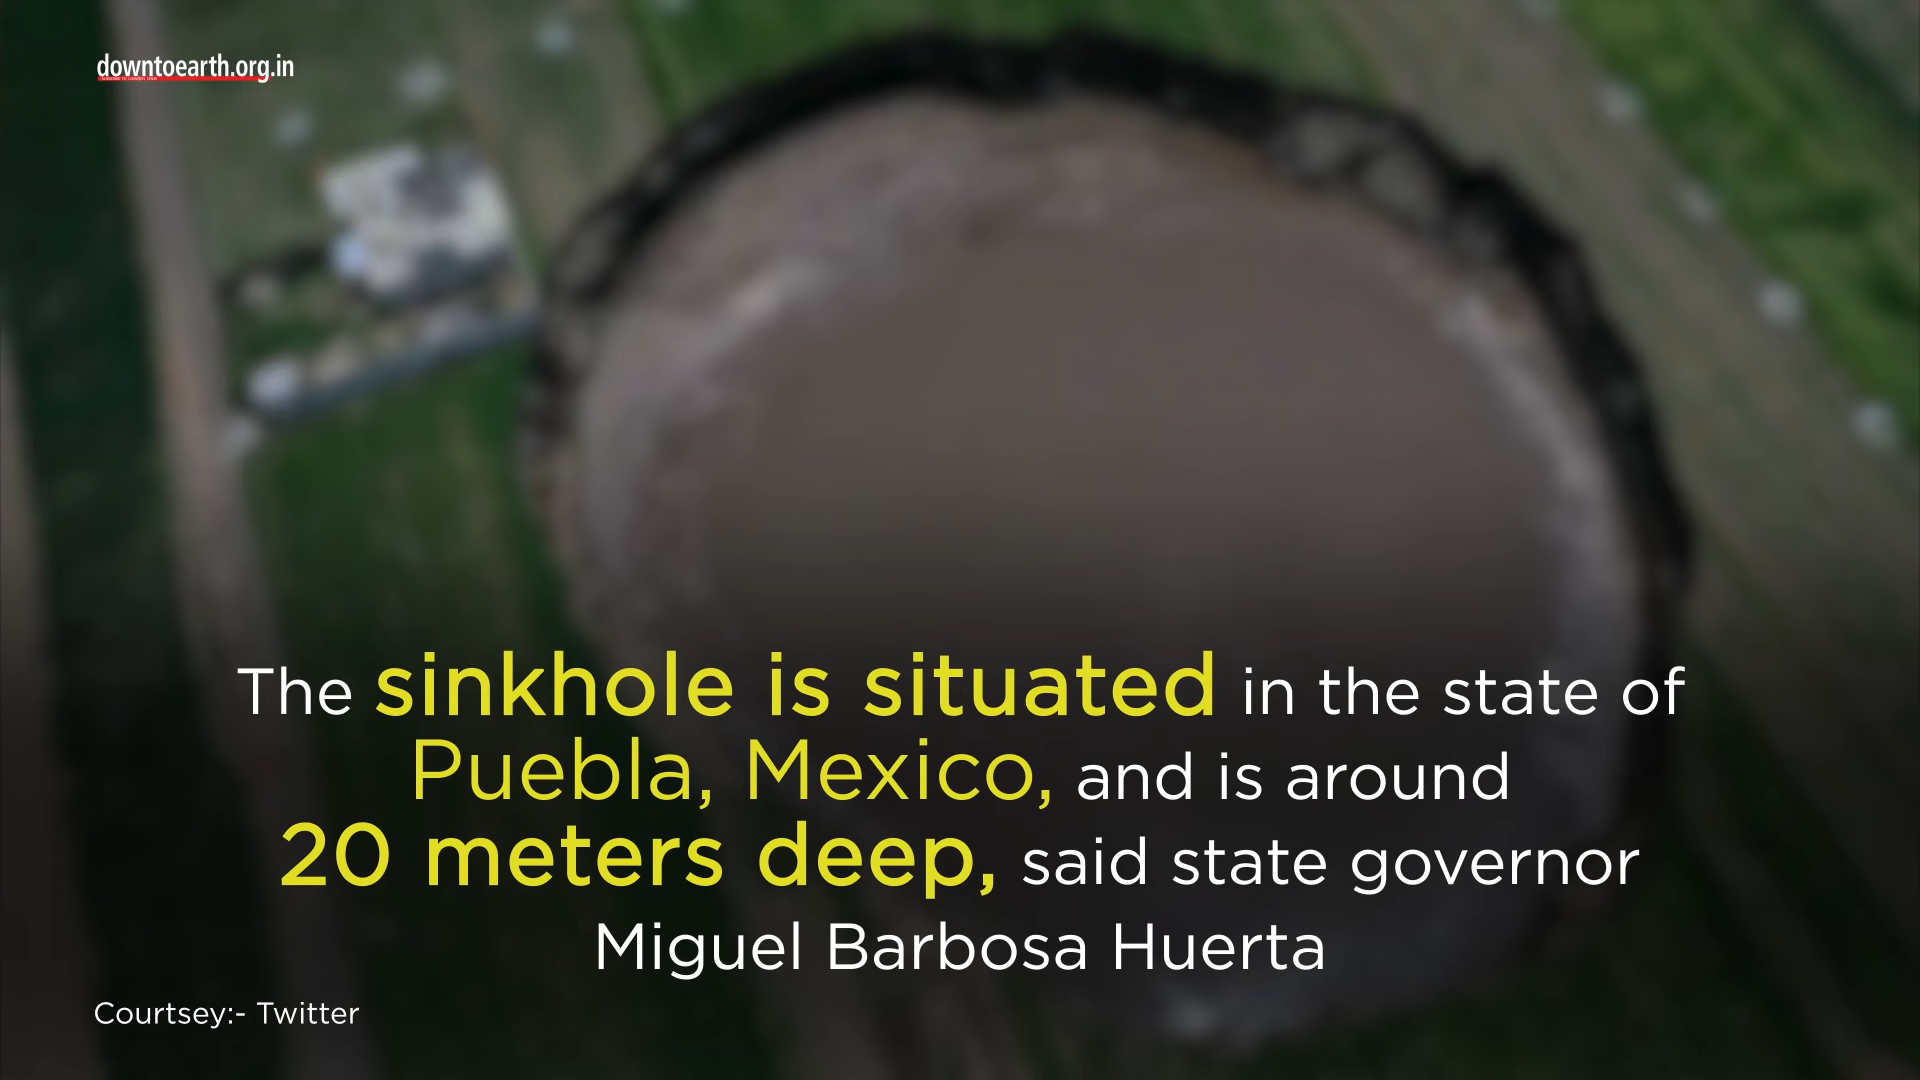 downtoearth.org.in
The sinkhole is situated in the state of
Puebla, Mexico, and is around
20 meters deep, said state governor
Miguel Barbosa Huerta
Courtsey:- Twitter